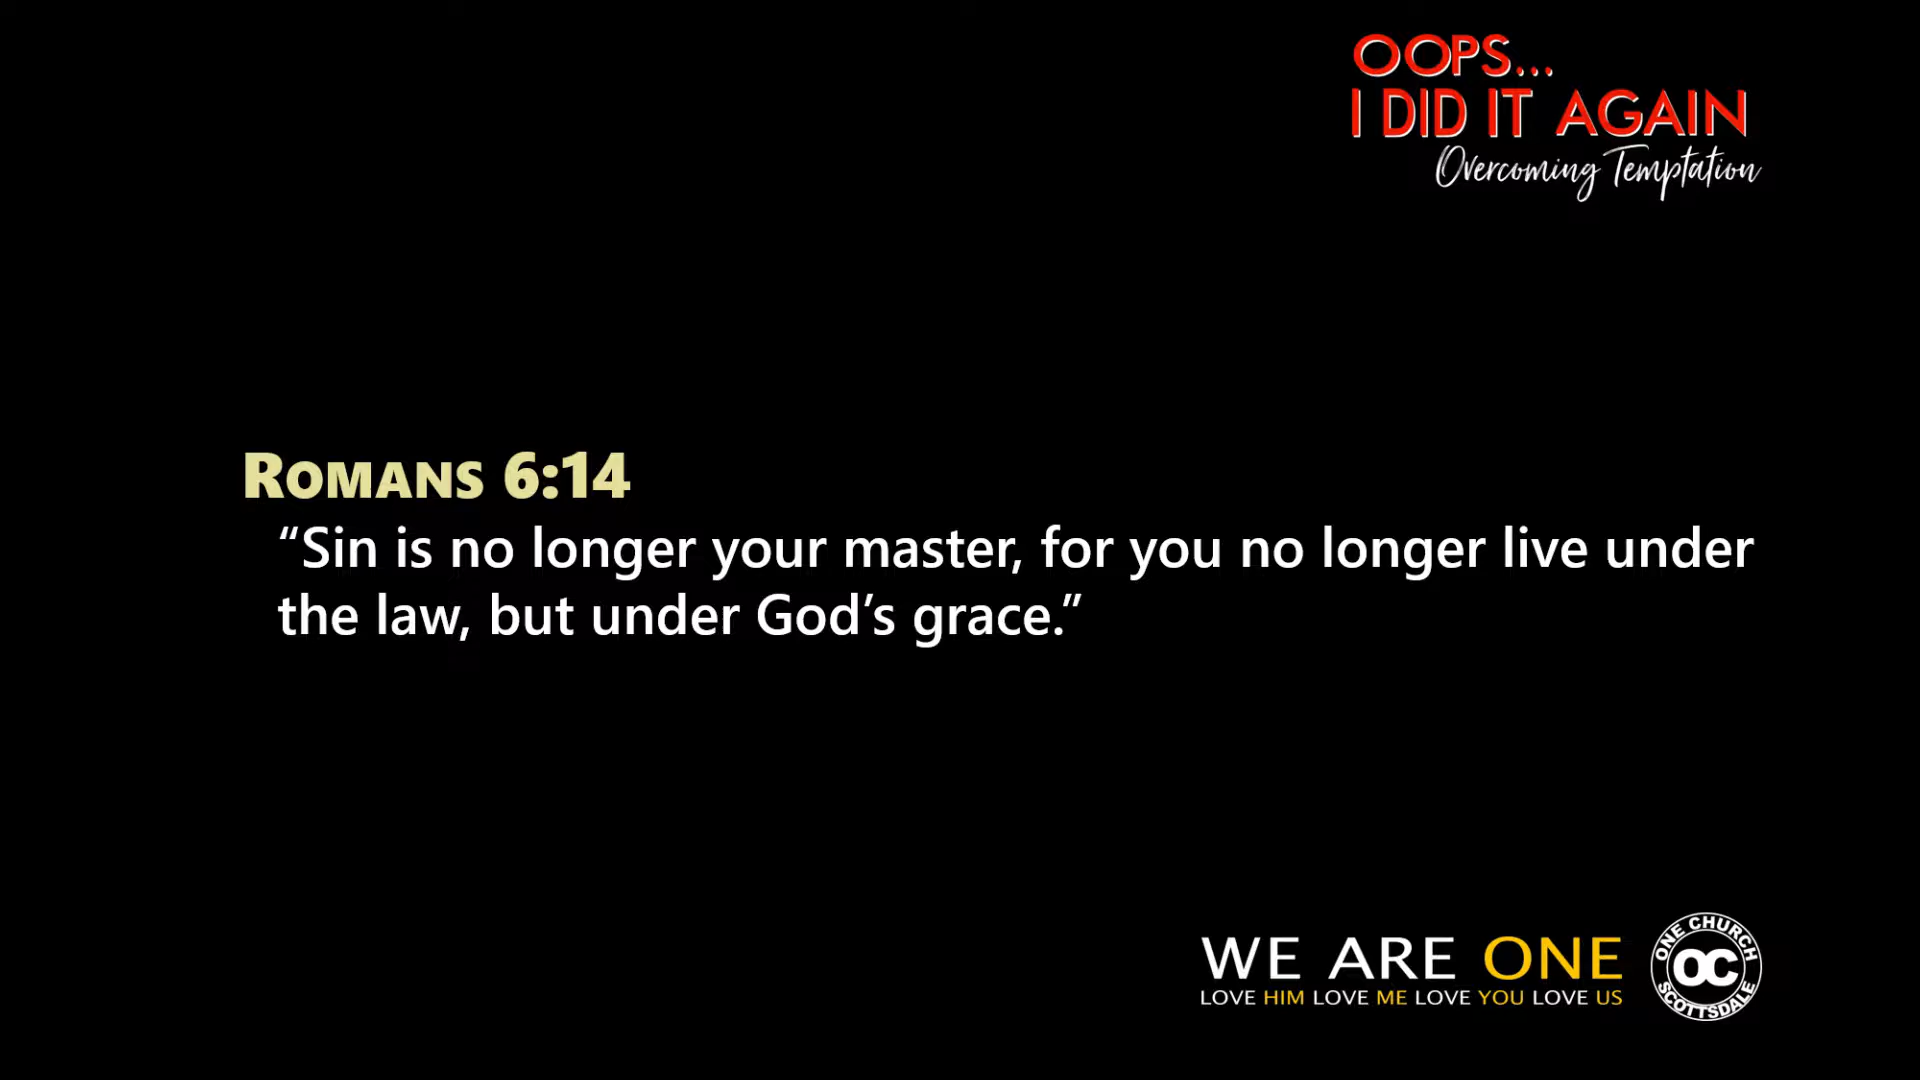 OOPS...
I DID IT AGAIN
Overcoming Temptation
ROMANS 6:14
“Sin is no longer your master, for you no longer live under
the law, but under God’s grace.”
WE ARE ONE
LOVE HIM LOVE ME LOVE YOU LOVE US
ONE CHURCH
OC
SCOTTSDALE